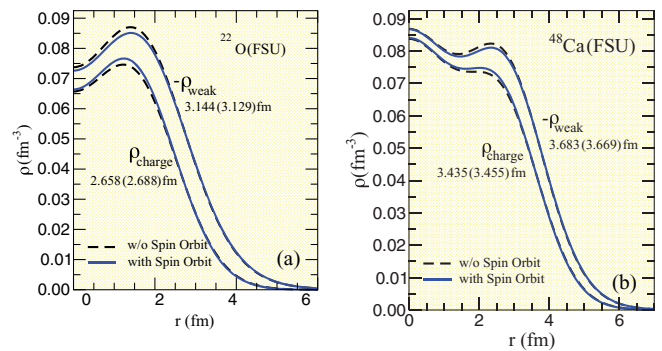 0.09
0.08
0.07
0.06
0.05
0.04
0.03
0.02
0.01
0.00
ρ(fm⁻³)
²²O(FSU)
-ρweak
3.144(3.129)fm
ρcharge
2.658(2.688)fm
w/o Spin Orbit
with Spin Orbit
(a)
0 2 4 6
r (fm)
0.09
0.08
0.07
0.06
0.05
0.04
0.03
0.02
0.01
0.00
ρ(fm⁻³)
⁴⁸Ca(FSU)
-ρweak
3.683(3.669)fm
ρcharge
3.435(3.455)fm
w/o Spin Orbit
with Spin Orbit
(b)
0 2 4 6
r (fm)